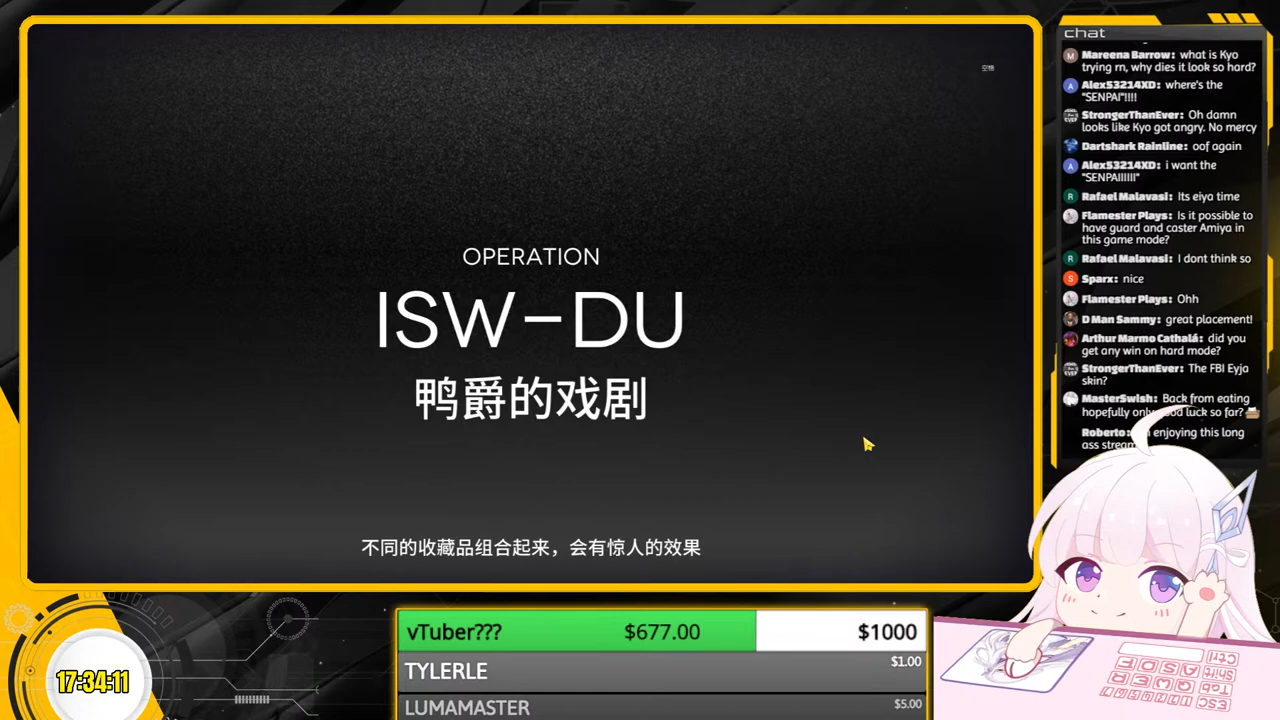 空格
OPERATION
ISW-DU
鸭爵的戏剧
不同的收藏品组合起来，会有惊人的效果
chat
Mareena Barrow: what is Kyo
trying rn, why dies it look so hard?
Alex53214XD: where's the
"SENPAI"!!!!
StrongerThanEver: Oh damn
looks like Kyo got angry. No mercy
Dartshark Rainline: oof again
Alex53214XD: i want the
"SENPAIIIIII"
Rafael Malavasi: Its eiya time
Flamester Plays: Is it possible to
have guard and caster Amiya in
this game mode?
Rafael Malavasi: I dont think so
Sparx: nice
Flamester Plays: Ohh
D Man Sammy: great placement!
Arthur Marmo Cathalá: did you
get any win on hard mode?
StrongerThanEver: The FBI Eyja
skin?
MasterSwish: Back from eating
hopefully only good luck so far?
Roberto: enjoying this long
ass stream
17:34:11
vTuber??? $677.00 $1000
TYLERLE $1.00
LUMAMASTER $5.00
Ctrl
Shift
Tab
ESC